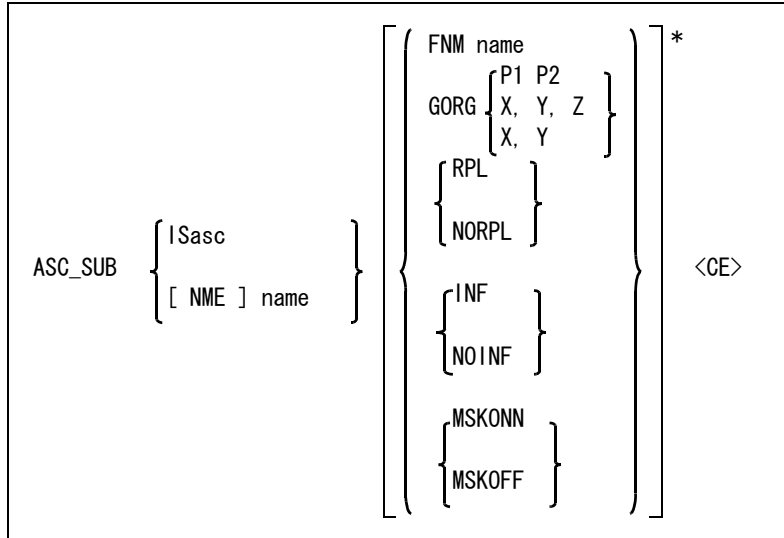 FNM name
*
P1 P2
GORG X, Y, Z
X, Y
RPL
NORPL
ISasc
ASC_SUB
[ NME ] name
<CE>
INF
NOINF
MSKONN
MSKOFF